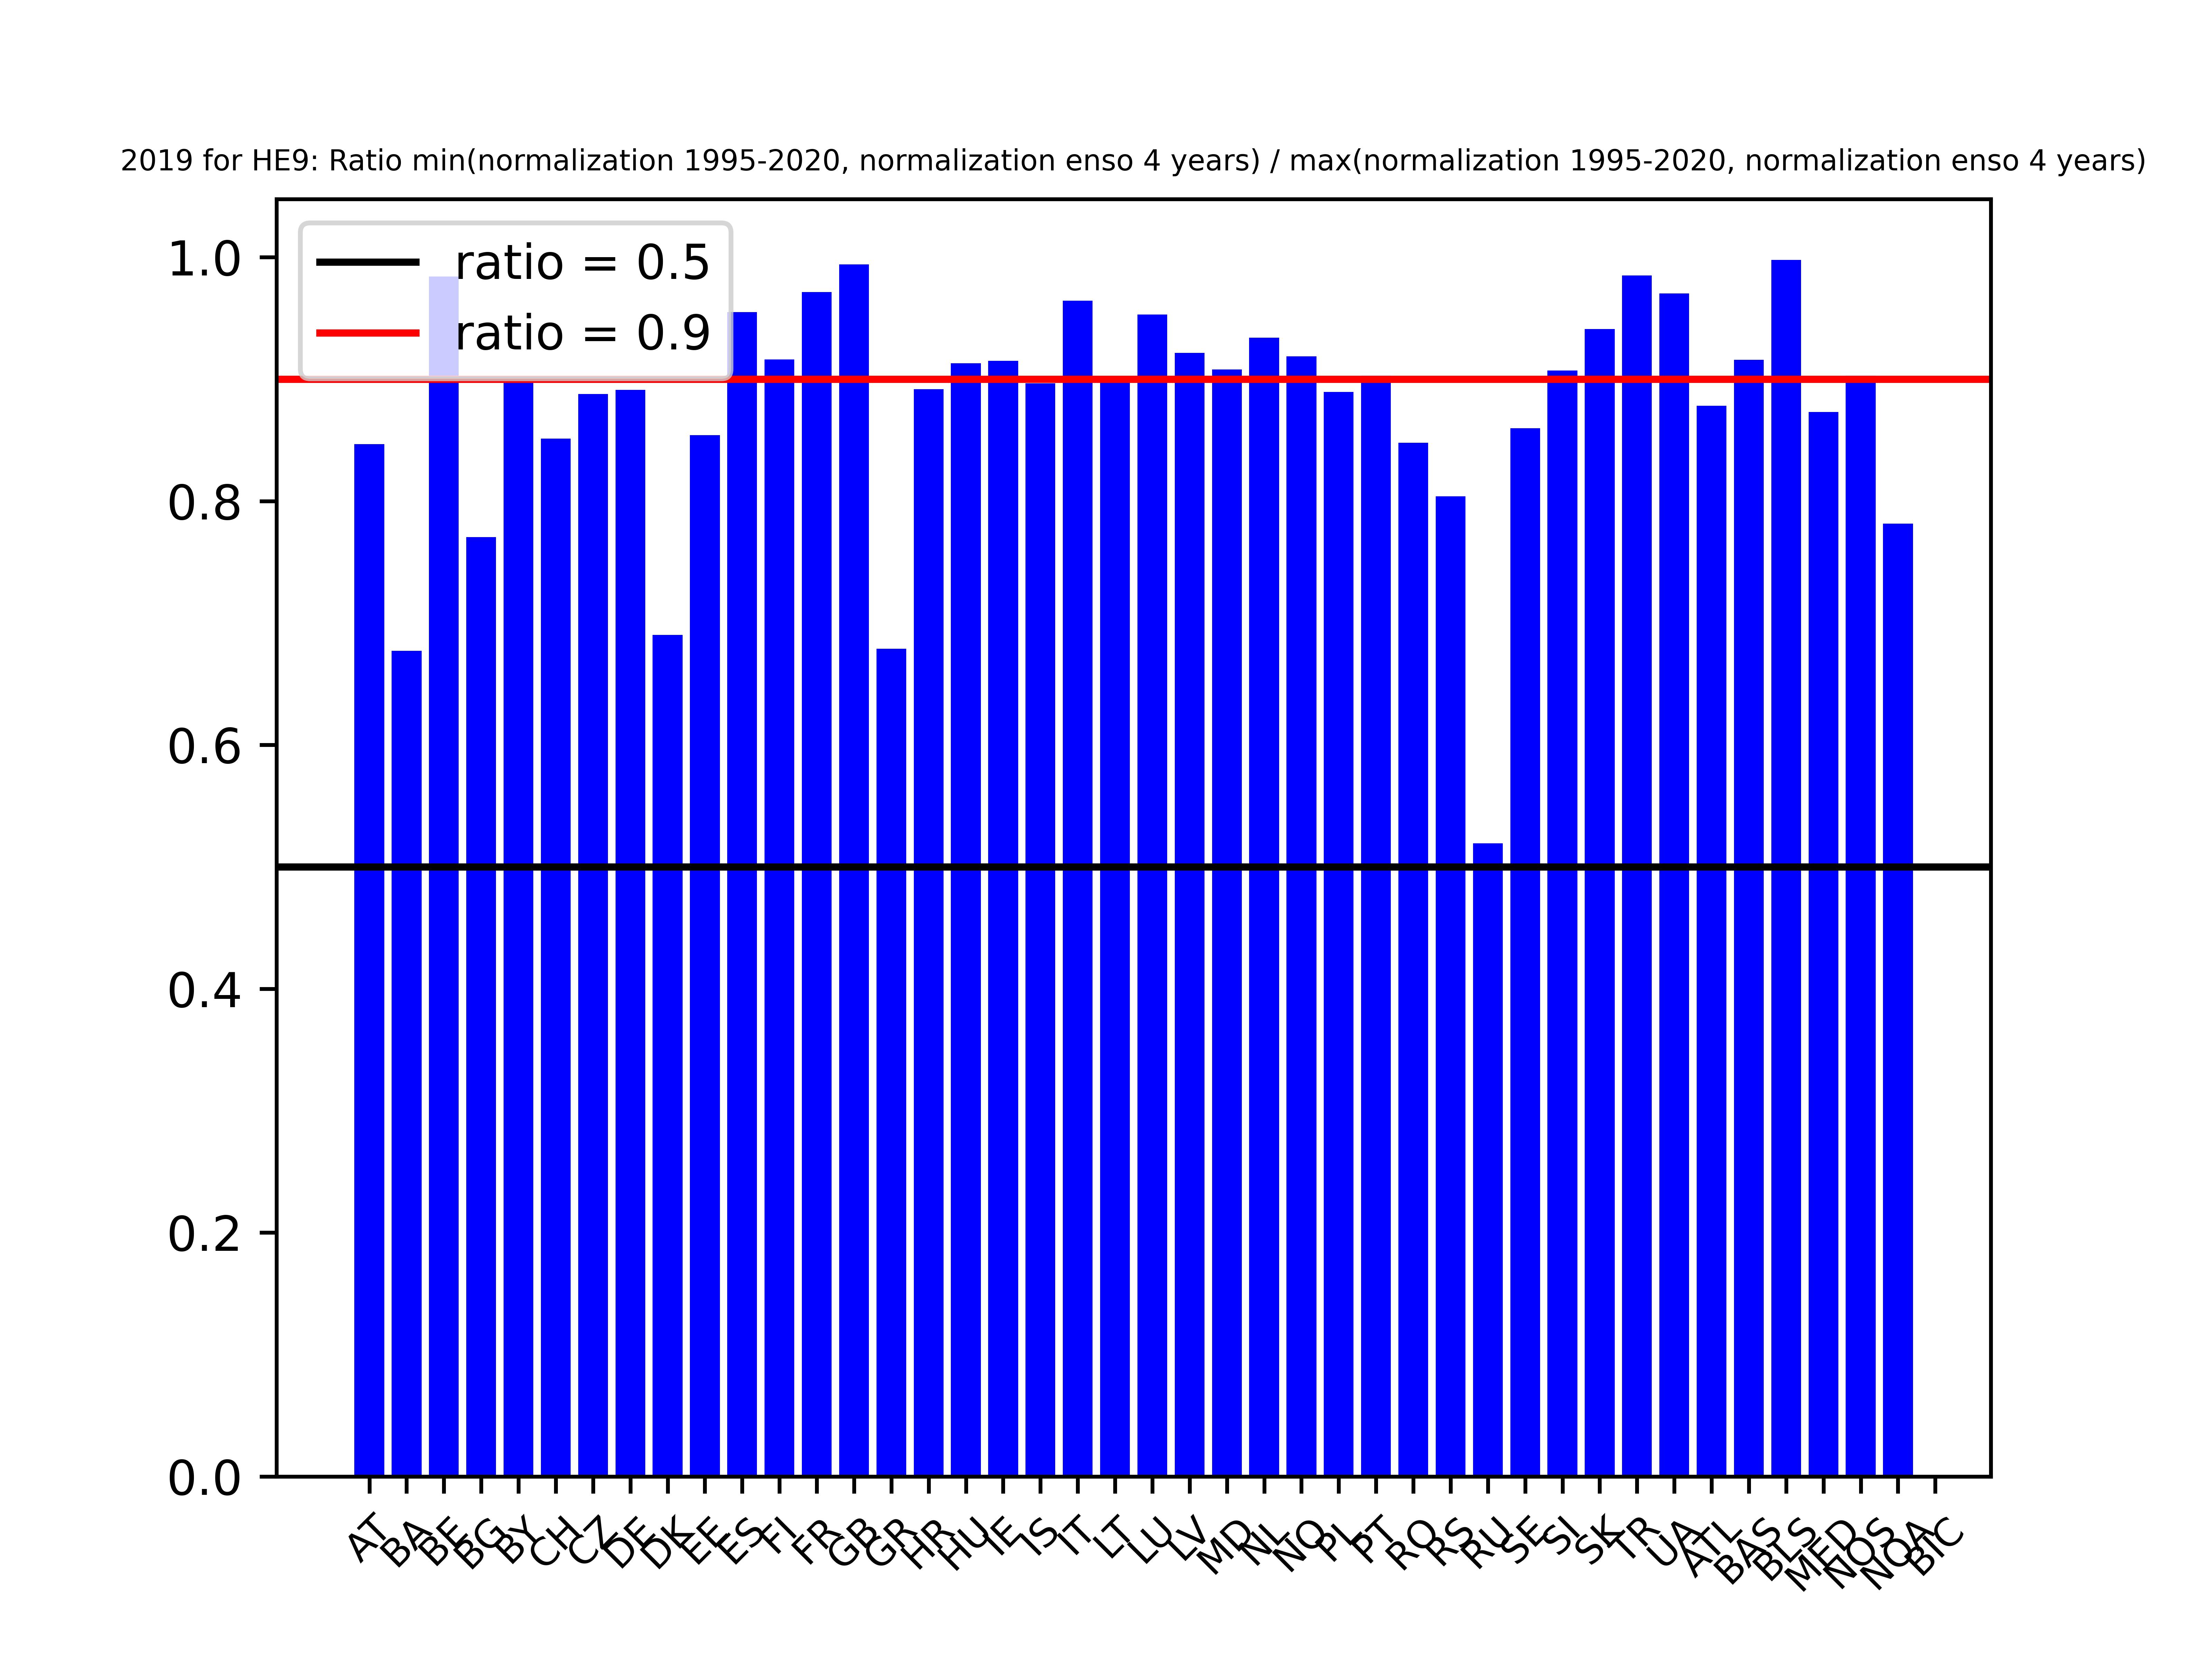 2019 for HE9: Ratio min(normalization 1995-2020, normalization enso 4 years) / max(normalization 1995-2020, normalization enso 4 years)
ratio = 0.5
ratio = 0.9
1.0
0.8
0.6
0.4
0.2
0.0
AT BA BE BG BY CH CZ DE DK EE ES FI FR GB GR HR HU IE IS IT LT LU LV MD NL NO PL PT RO RS RU SE SI SK TR UA ATL BAS BLS MED NOS NOA BIC